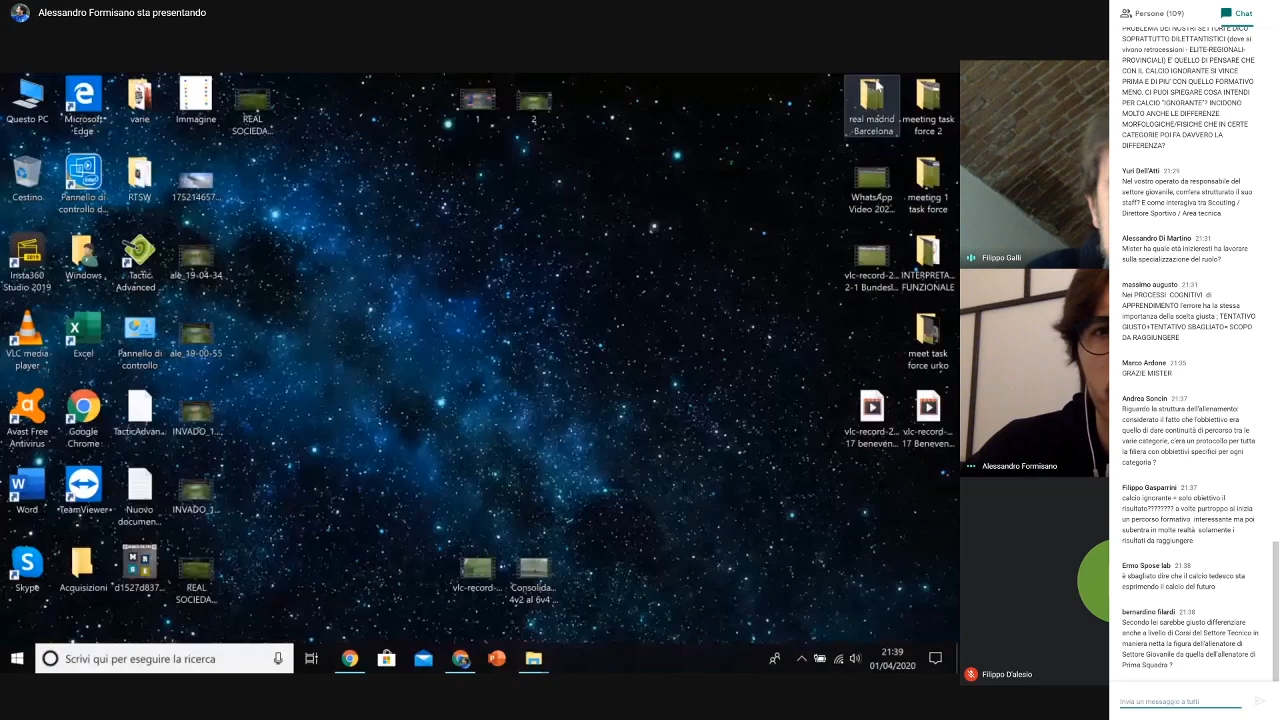 Alessandro Formisano sta presentando
Persone (109)
Chat
PROBLEMA DEI NOSTRI SETTORI E DICO
SOPRATTUTTO DILETTANTISTICI (dove si
vivono retrocessioni - ELITE-REGIONALI-
PROVINCIALI) E' QUELLO DI PENSARE CHE
CON IL CALCIO IGNORANTE SI VINCE
PRIMA E DI PIU' CON QUELLO FORMATIVO
MENO. CI PUOI SPIEGARE COSA INTENDI
PER CALCIO "IGNORANTE"? INCIDONO
MOLTO ANCHE LE DIFFERENZE
MORFOLOGICHE/FISICHE CHE IN CERTE
CATEGORIE POI FA DAVVERO LA
DIFFERENZA?
Yuri Dell'Atti 21:29
Nel vostro operato da responsabile del
settore giovanile, com'era strutturato il suo
staff? E come interagiva tra Scouting /
Direttore Sportivo / Area tecnica
Alessandro Di Martino 21:31
Mister ha quale età inizieresti ha lavorare
sulla specializzazione del ruolo?
massimo augusto 21:31
Nei PROCESSI COGNITIVI di
APPRENDIMENTO l'errore ha la stessa
importanza della scelta giusta ; TENTATIVO
GIUSTO+TENTATIVO SBAGLIATO= SCOPO
DA RAGGIUNGERE
Marco Ardone 21:35
GRAZIE MISTER
Andrea Soncin 21:37
Riguardo la struttura dell'allenamento:
considerato il fatto che l'obbiettivo era
quello di dare continuità di percorso tra le
varie categorie, c'era un protocollo per tutta
la filiera con obbiettivi specifici per ogni
categoria ?
Filippo Gasparrini 21:37
calcio ignorante = solo obiettivo il
risultato???????? a volte purtroppo si inizia
un percorso formativo interessante ma poi
subentra in molte realtà solamente i
risultati da raggiungere
Ermo Spose lab 21:38
è sbagliato dire che il calcio tedesco sta
esprimendo il calcio del futuro
bernardino filardi 21:38
Secondo lei sarebbe giusto differenziare
anche a livello di Corsi del Settore Tecnico in
maniera netta la figura dell'allenatore di
Settore Giovanile da quella dell'allenatore di
Prima Squadra ?
Invia un messaggio a tutti
Questo PC
Microsoft
Edge
varie
Immagine
REAL
SOCIEDA...
1
2
real madrid
-Barcelona
meeting task
force 2
Cestino
Pannello di
controllo d...
RTSW
175214657...
WhatsApp
Video 202...
meeting 1
task force
Insta360
Studio 2019
Windows
Tactic
Advanced ...
ale_19-04-34
vlc-record-2...
2-1 Bundesl...
INTERPRETA...
FUNZIONALE
VLC media
player
Excel
Pannello di
controllo
ale_19-00-55
meet task
force urko
Avast Free
Antivirus
Google
Chrome
TacticAdvan...
INVADO_1...
vlc-record-2...
17 beneven...
vlc-record-...
17 Beneven...
Word
TeamViewer
Nuovo
documen...
INVADO_1...
Skype
Acquisizioni
d1527d837...
REAL
SOCIEDA...
vlc-record-...
Consolida...
4v2 al 6v4 ...
Filippo Galli
Alessandro Formisano
Filippo D'alesio
Scrivi qui per eseguire la ricerca
21:39
01/04/2020